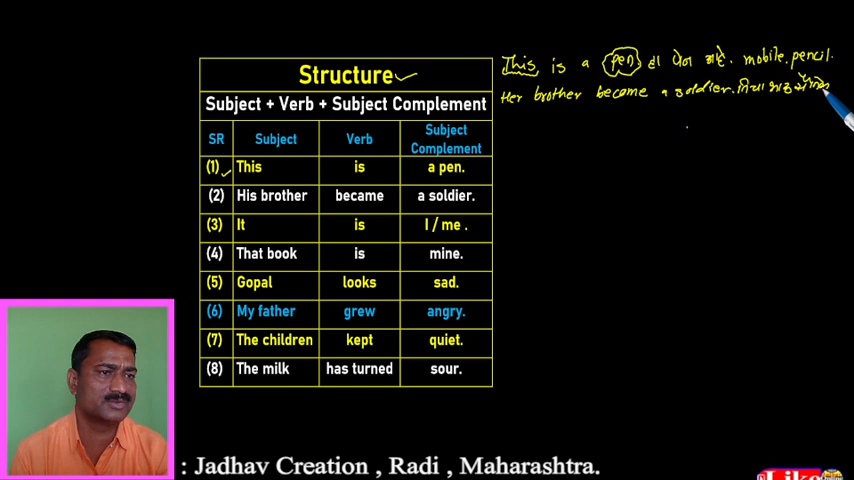 Structure
Subject + Verb + Subject Complement
SR Subject Verb Subject Complement
(1) This is a pen.
(2) His brother became a soldier.
(3) It is I / me .
(4) That book is mine.
(5) Gopal looks sad.
(6) My father grew angry.
(7) The children kept quiet.
(8) The milk has turned sour.
This is a pen हा पेन आहे. mobile. pencil.
Her brother became a soldier. तिचा भाऊ
: Jadhav Creation , Radi , Maharashtra.
Like